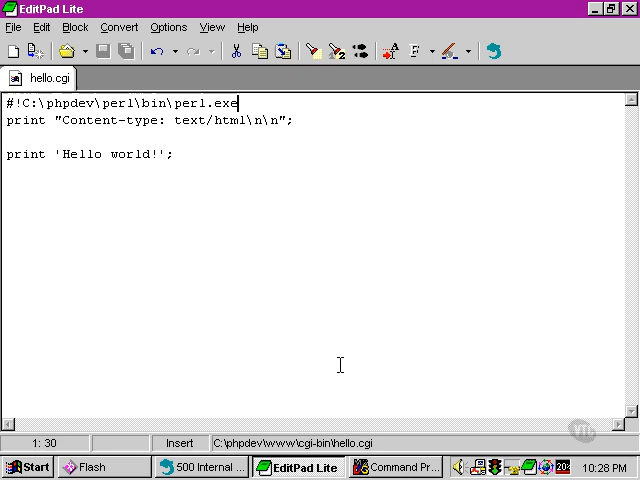 EditPad Lite
File Edit Block Convert Options View Help
hello.cgi
#!C:\phpdev\perl\bin\perl.exe
print "Content-type: text/html\n\n";
print 'Hello world!';
1: 30 Insert C:\phpdev\www\cgi-bin\hello.cgi
VTC
Start Flash 500 Internal ... EditPad Lite Command Pr... 20% 10:28 PM